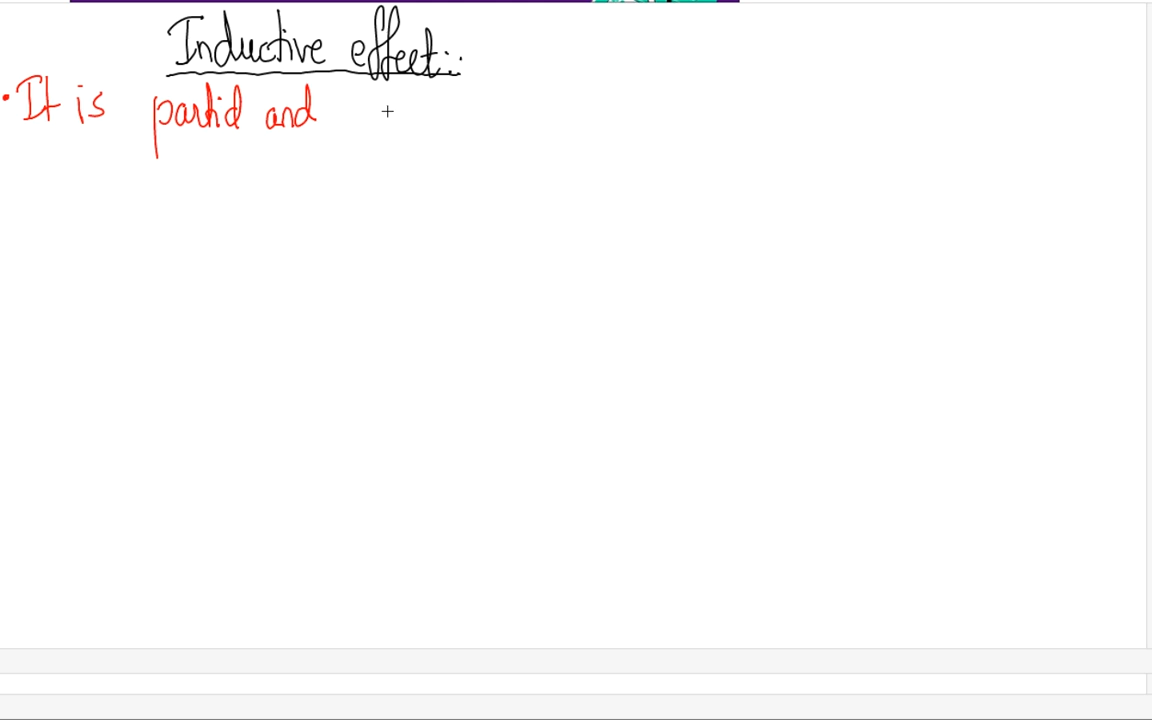 Inductive effect:-
• It is partial and